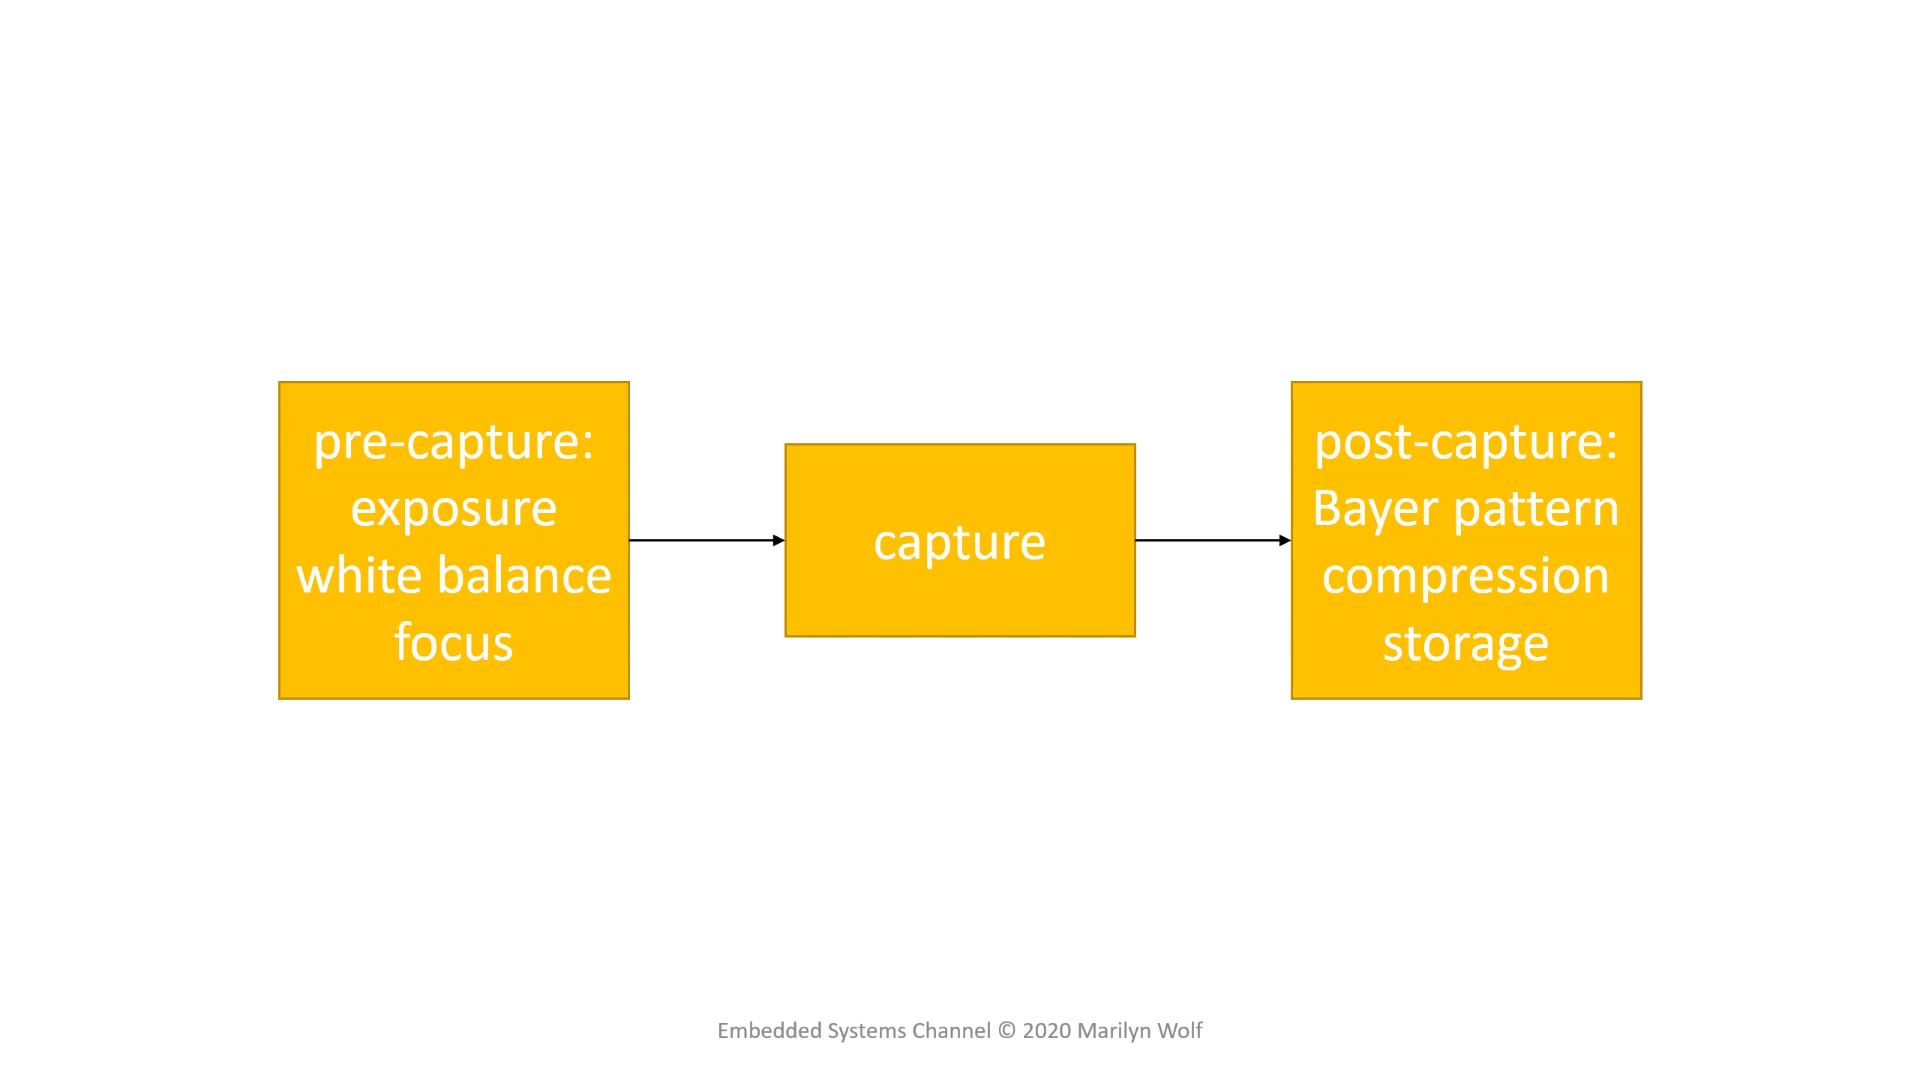 pre-capture:
exposure
white balance
focus
capture
post-capture:
Bayer pattern
compression
storage
Embedded Systems Channel © 2020 Marilyn Wolf